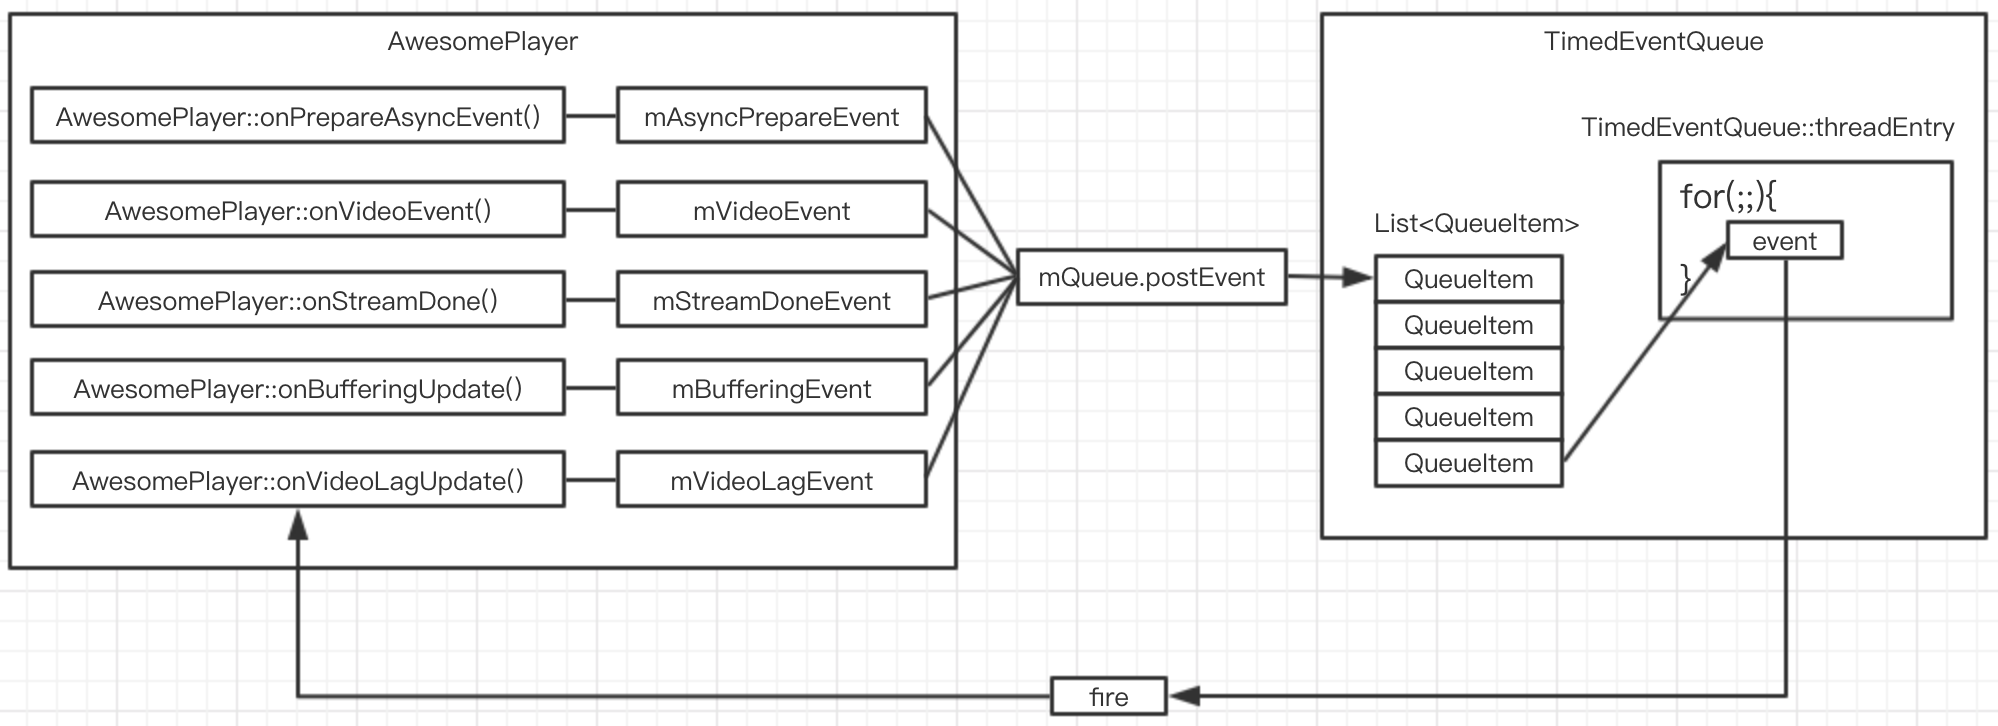 AwesomePlayer
AwesomePlayer::onPrepareAsyncEvent()
mAsyncPrepareEvent
AwesomePlayer::onVideoEvent()
mVideoEvent
AwesomePlayer::onStreamDone()
mStreamDoneEvent
AwesomePlayer::onBufferingUpdate()
mBufferingEvent
AwesomePlayer::onVideoLagUpdate()
mVideoLagEvent
mQueue.postEvent
TimedEventQueue
TimedEventQueue::threadEntry
for(;;){
event
}
List<QueueItem>
QueueItem
QueueItem
QueueItem
QueueItem
QueueItem
fire